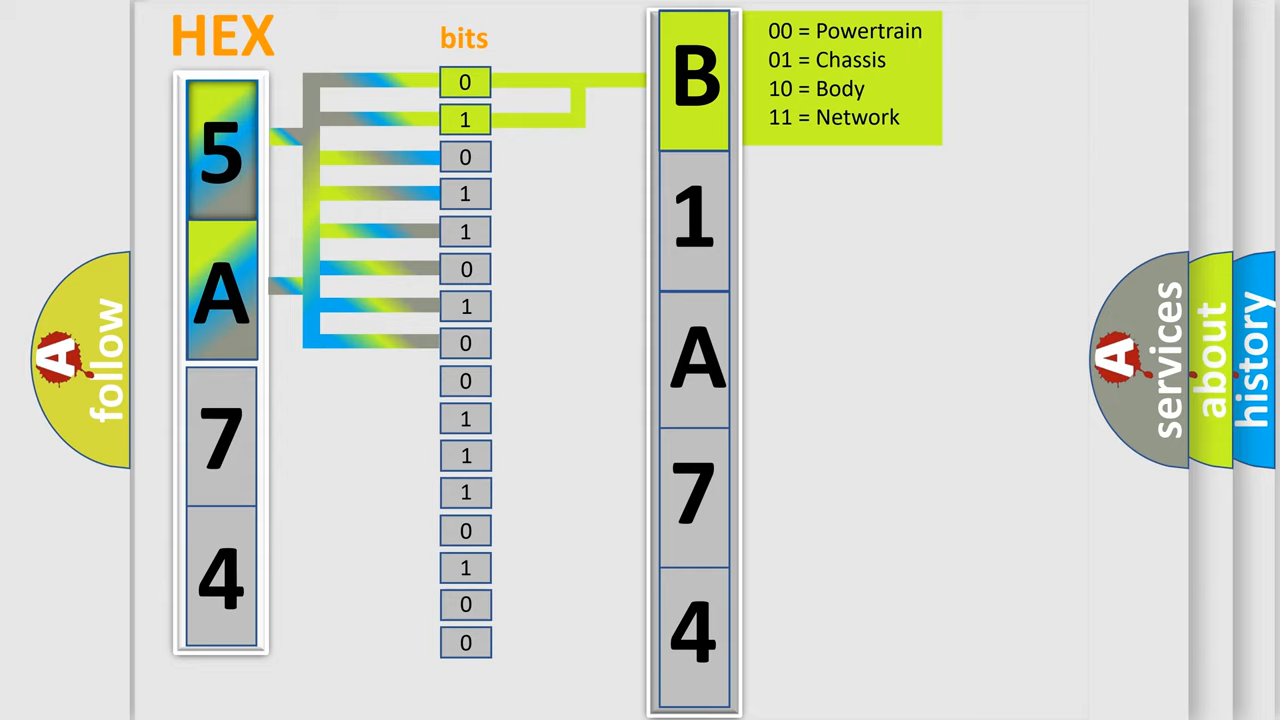 HEX
bits
5
A
7
4
0
1
0
1
1
0
1
0
0
1
1
1
0
1
0
0
B
1
A
7
4
00 = Powertrain
01 = Chassis
10 = Body
11 = Network
A
follow
A
services
about
history